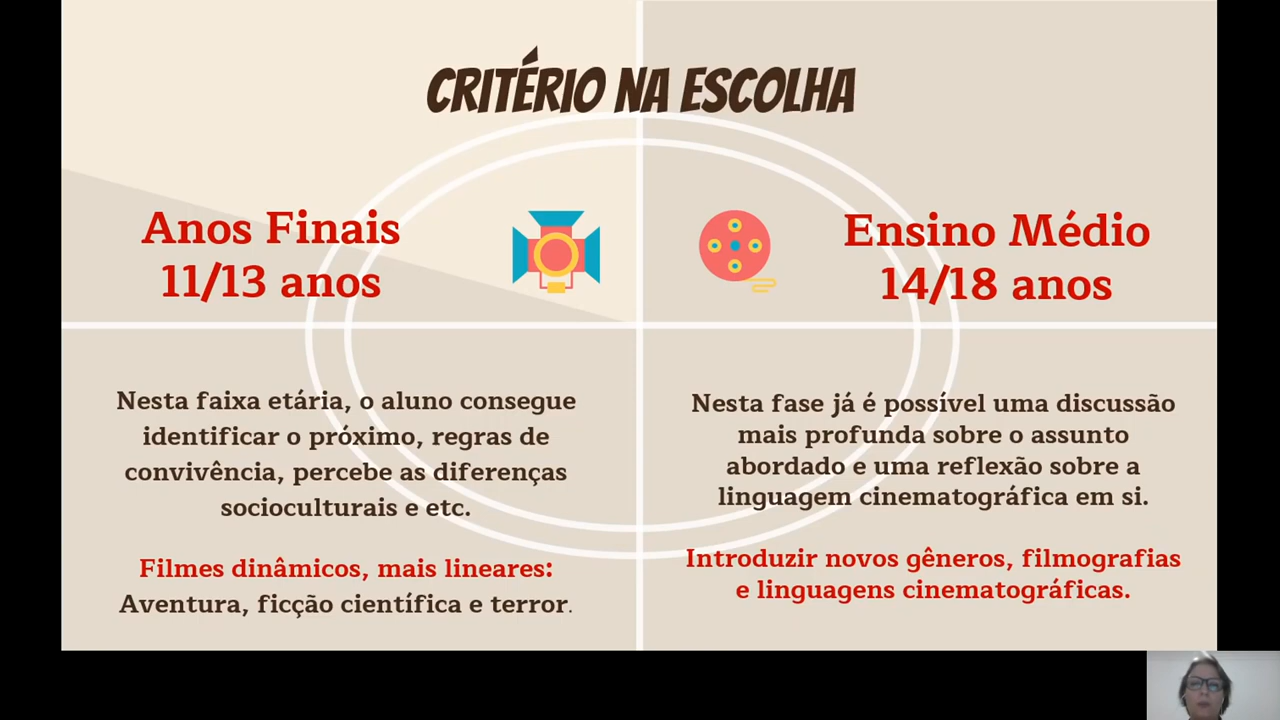 CRITÉRIO NA ESCOLHA
Anos Finais
11/13 anos
Nesta faixa etária, o aluno consegue
identificar o próximo, regras de
convivência, percebe as diferenças
socioculturais e etc.
Filmes dinâmicos, mais lineares:
Aventura, ficção científica e terror.
Ensino Médio
14/18 anos
Nesta fase já é possível uma discussão
mais profunda sobre o assunto
abordado e uma reflexão sobre a
linguagem cinematográfica em si.
Introduzir novos gêneros, filmografias
e linguagens cinematográficas.